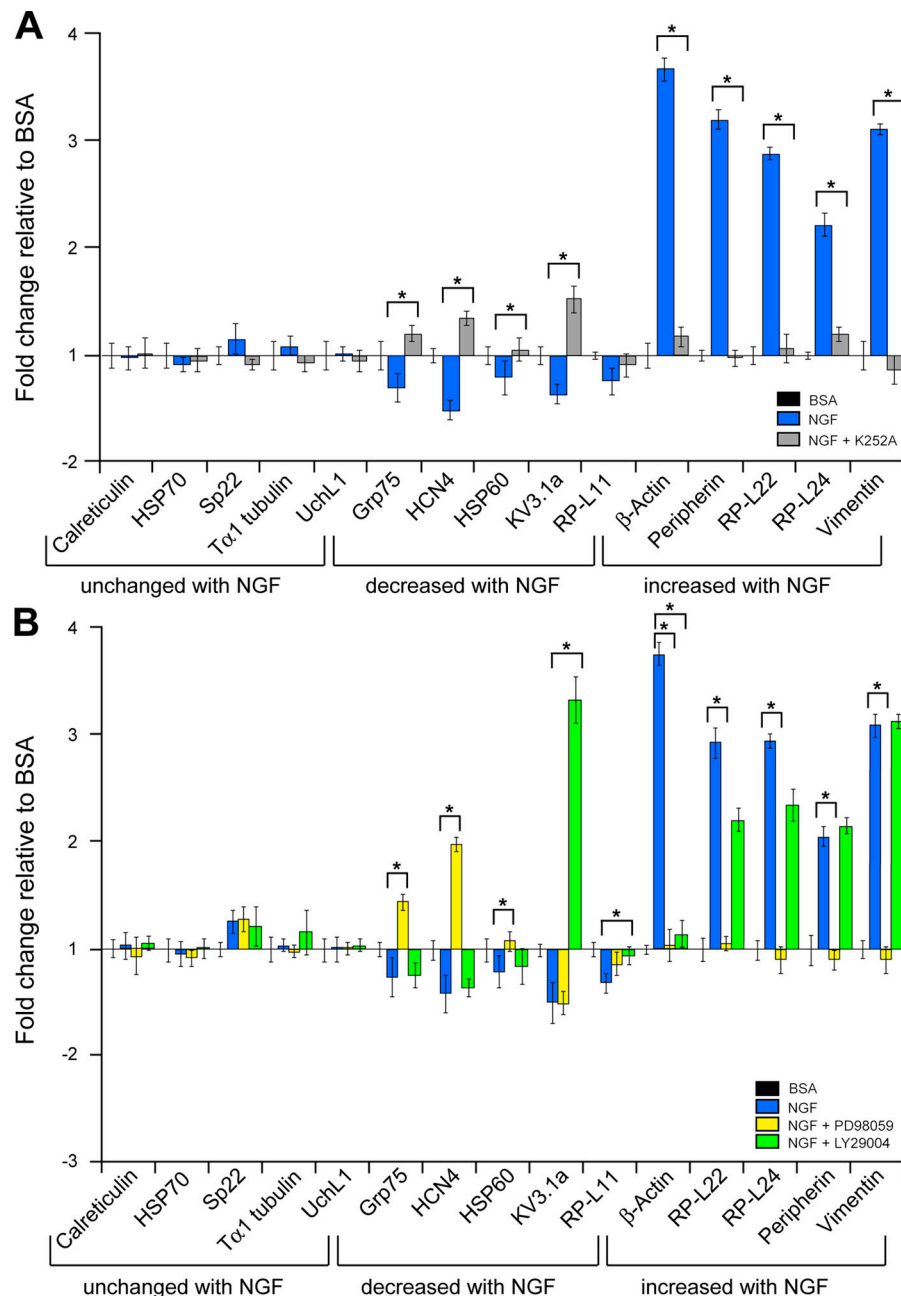 A
Fold change relative to BSA
4
3
2
1
-2
* * * * * * * * *
BSA
NGF
NGF + K252A
Calreticulin
HSP70
Sp22
Tα1 tubulin
UchL1
Grp75
HCN4
HSP60
KV3.1a
RP-L11
β-Actin
Peripherin
RP-L22
RP-L24
Vimentin
unchanged with NGF
decreased with NGF
increased with NGF
B
Fold change relative to BSA
4
3
2
1
-2
-3
* * * * * * * * * * *
BSA
NGF
NGF + PD98059
NGF + LY29004
Calreticulin
HSP70
Sp22
Tα1 tubulin
UchL1
Grp75
HCN4
HSP60
KV3.1a
RP-L11
β-Actin
RP-L22
RP-L24
Peripherin
Vimentin
unchanged with NGF
decreased with NGF
increased with NGF